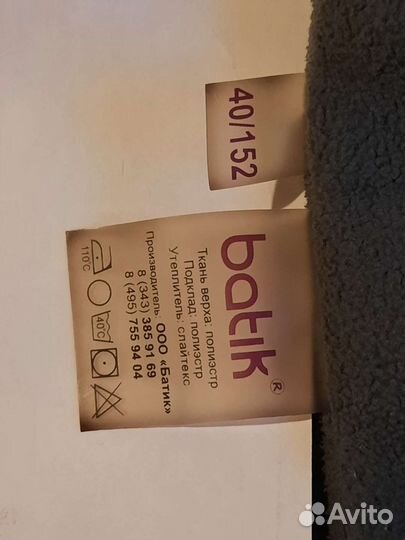 40/152
batik®
Ткань верха: полиэстр
Подклад: полиэстр
Утеплитель: слайтекс
Производитель: ООО «Батик»
8 (343) 385 91 69
8 (495) 755 94 04
110°C
40°C
Avito